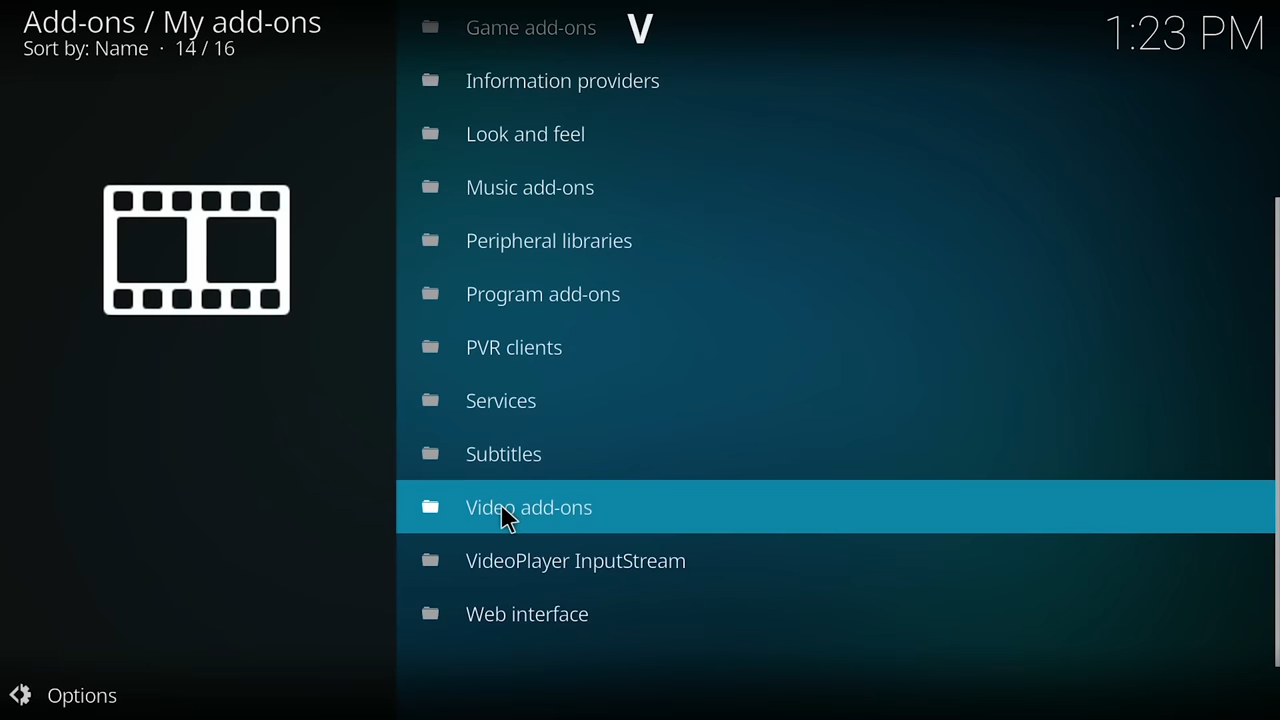 Add-ons / My add-ons
Sort by: Name · 14 / 16
V
1:23 PM
Game add-ons
Information providers
Look and feel
Music add-ons
Peripheral libraries
Program add-ons
PVR clients
Services
Subtitles
Video add-ons
VideoPlayer InputStream
Web interface
Options